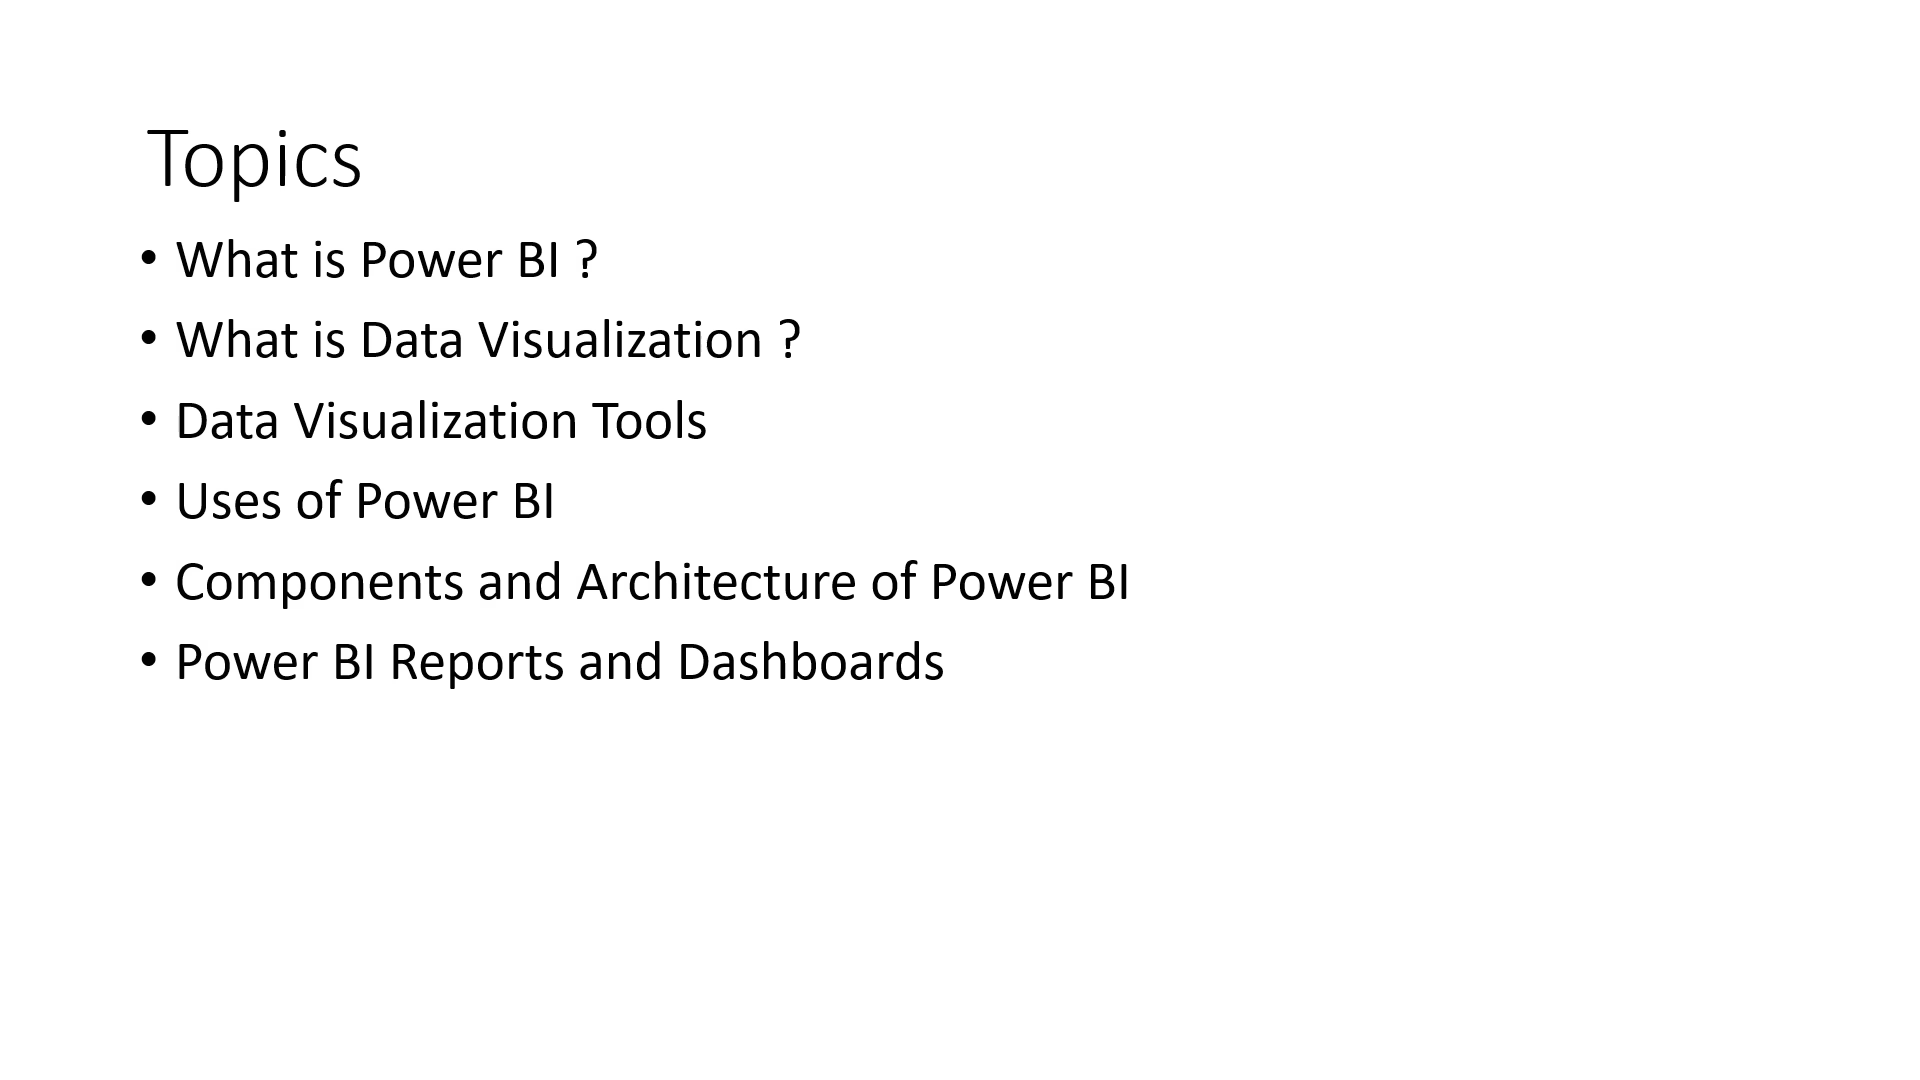 Topics
• What is Power BI ?
• What is Data Visualization ?
• Data Visualization Tools
• Uses of Power BI
• Components and Architecture of Power BI
• Power BI Reports and Dashboards